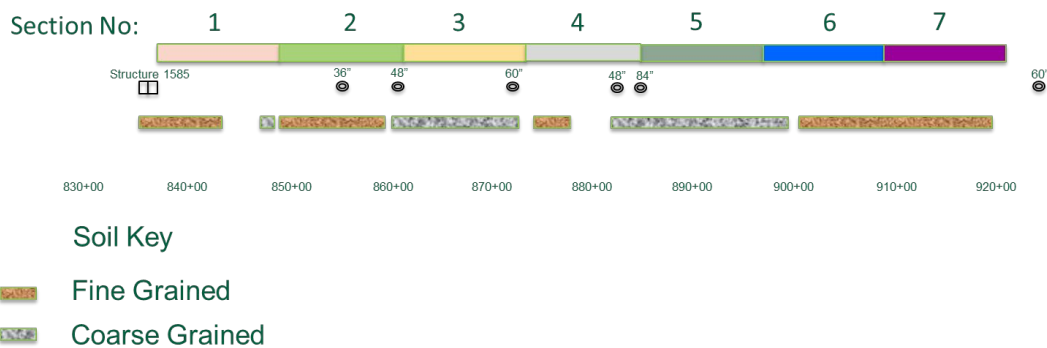 Section No: 1 2 3 4 5 6 7
Structure 1585 36" 48" 60" 48" 84" 60"
830+00 840+00 850+00 860+00 870+00 880+00 890+00 900+00 910+00 920+00
Soil Key
Fine Grained
Coarse Grained